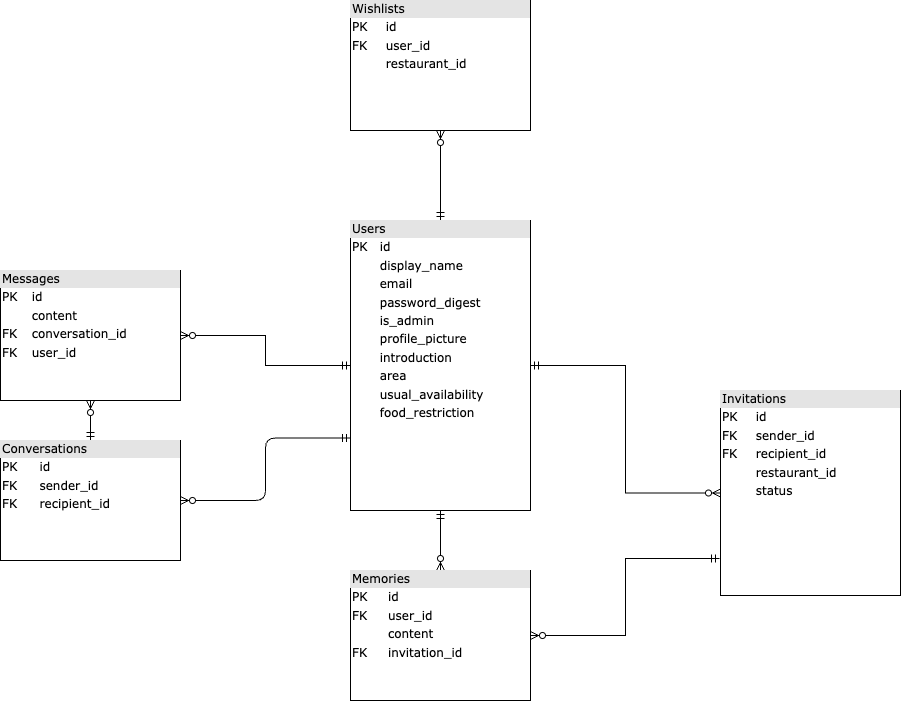 Wishlists
PK id
FK user_id
restaurant_id
Users
PK id
display_name
email
password_digest
is_admin
profile_picture
introduction
area
usual_availability
food_restriction
Messages
PK id
content
FK conversation_id
FK user_id
Conversations
PK id
FK sender_id
FK recipient_id
Invitations
PK id
FK sender_id
FK recipient_id
restaurant_id
status
Memories
PK id
FK user_id
content
FK invitation_id